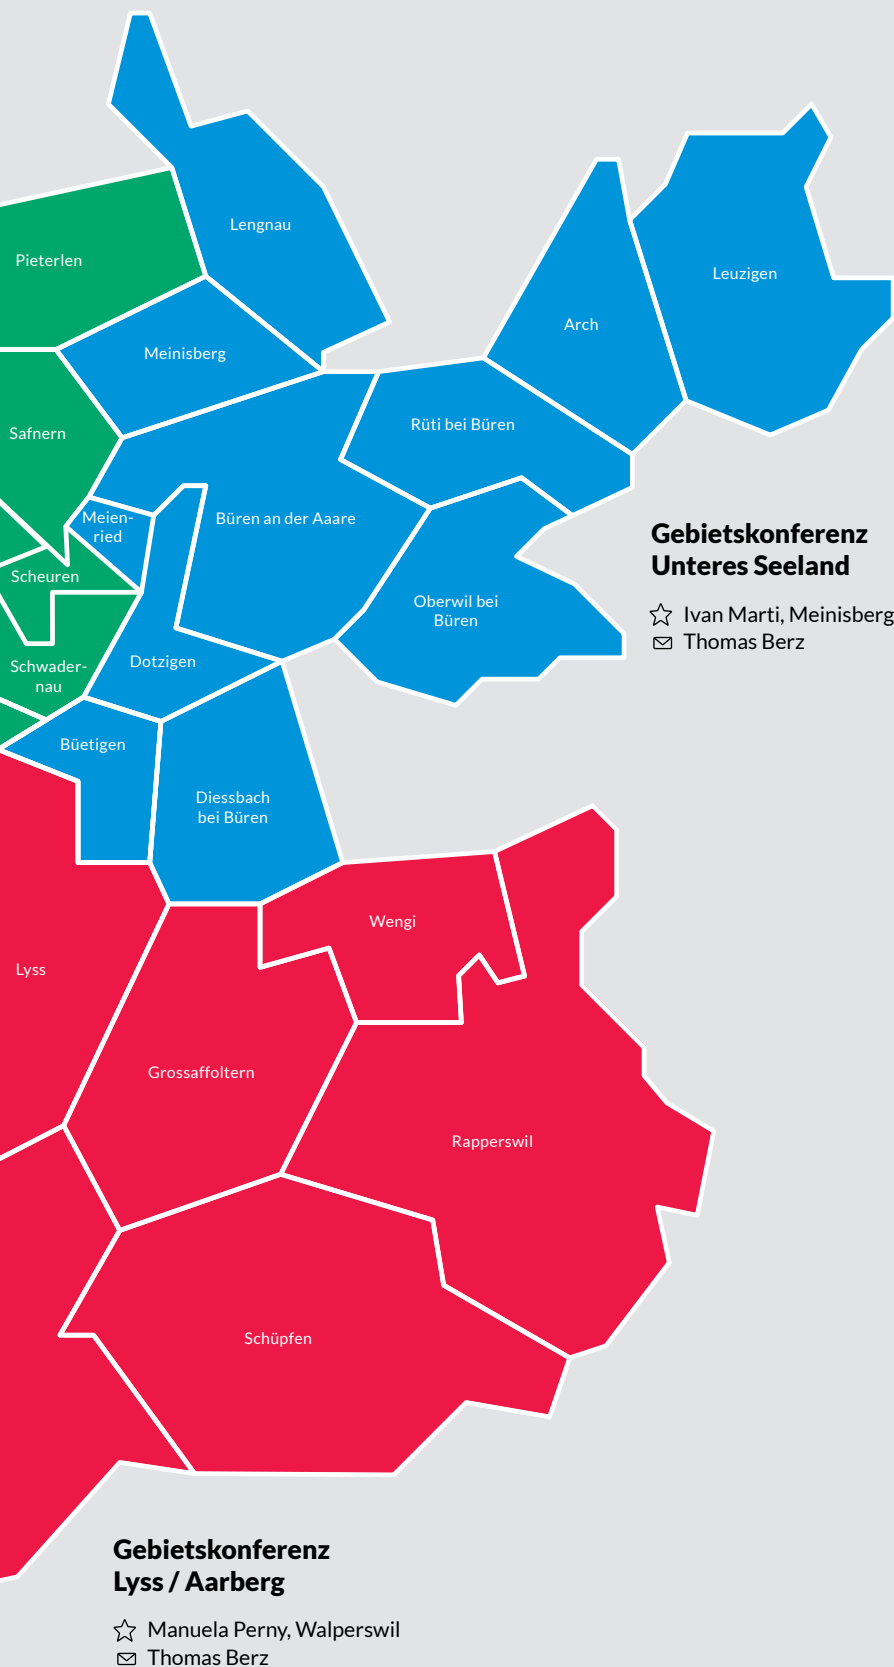 Lengnau
Pieterlen
Leuzigen
Arch
Meinisberg
Rüti bei Büren
Safnern
Meien-
ried
Büren an der Aaare
Gebietskonferenz
Unteres Seeland
Ivan Marti, Meinisberg
Thomas Berz
Scheuren
Oberwil bei
Büren
Schwader-
nau
Dotzigen
Büetigen
Diessbach
bei Büren
Wengi
Lyss
Grossaffoltern
Rapperswil
Schüpfen
Gebietskonferenz
Lyss / Aarberg
Manuela Perny, Walperswil
Thomas Berz